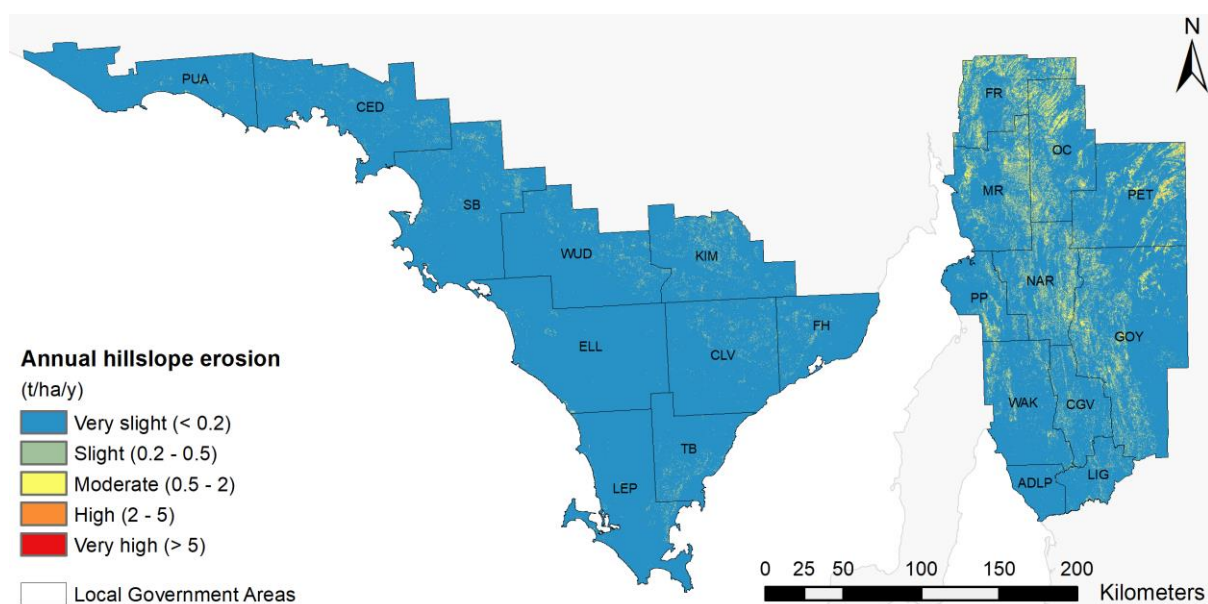 N
PUA
CED
FR
OC
MR
PET
SB
WUD
KIM
NAR
PP
FH
ELL
CLV
GOY
WAK
CGV
TB
LEP
LIG
ADLP
Annual hillslope erosion
(t/ha/y)
Very slight (< 0.2)
Slight (0.2 - 0.5)
Moderate (0.5 - 2)
High (2 - 5)
Very high (> 5)
Local Government Areas
0 25 50 100 150 200
Kilometers